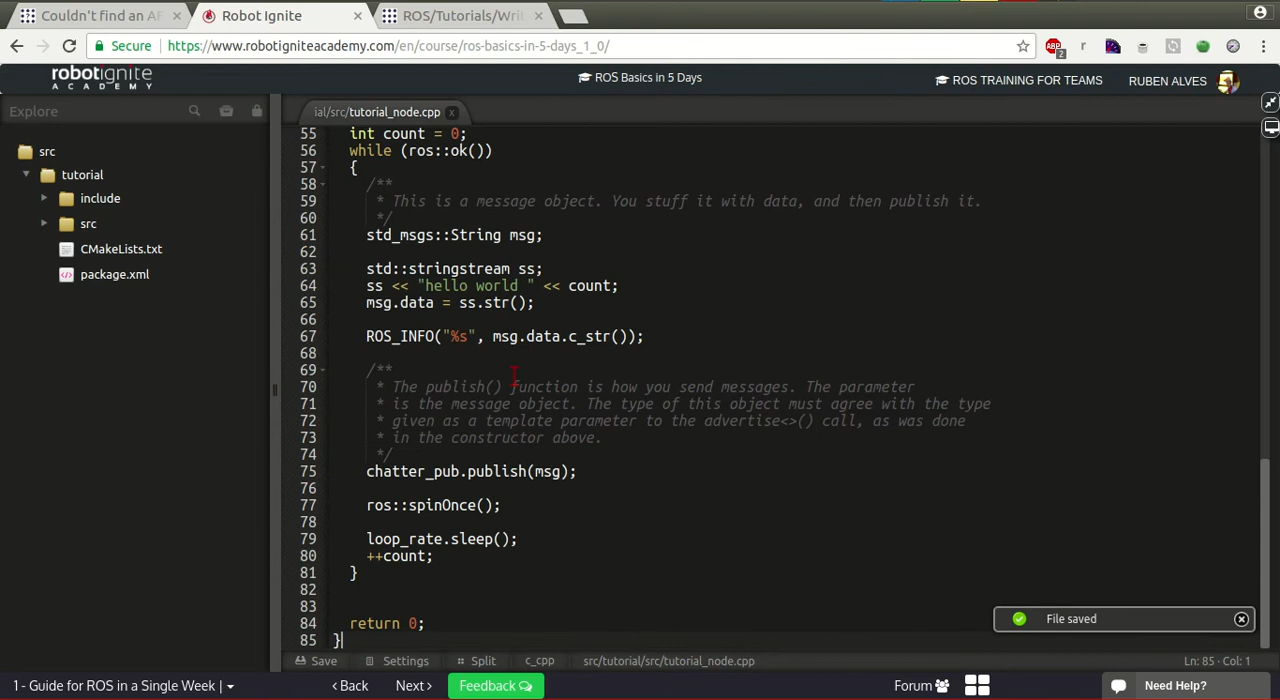 Couldn't find an AF
Robot Ignite
ROS/Tutorials/Writ
Secure
https://www.robotigniteacademy.com/en/course/ros-basics-in-5-days_1_0/
ABP
2
r
robotignite
ACADEMY
ROS Basics in 5 Days
ROS TRAINING FOR TEAMS
RUBEN ALVES
Explore
ial/src/tutorial_node.cpp
src
tutorial
include
src
CMakeLists.txt
package.xml
55 int count = 0;
56 while (ros::ok())
57 {
58 /**
59 * This is a message object. You stuff it with data, and then publish it.
60 */
61 std_msgs::String msg;
62
63 std::stringstream ss;
64 ss << "hello world " << count;
65 msg.data = ss.str();
66
67 ROS_INFO("%s", msg.data.c_str());
68
69 /**
70 * The publish() function is how you send messages. The parameter
71 * is the message object. The type of this object must agree with the type
72 * given as a template parameter to the advertise<>() call, as was done
73 * in the constructor above.
74 */
75 chatter_pub.publish(msg);
76
77 ros::spinOnce();
78
79 loop_rate.sleep();
80 ++count;
81 }
82
83
84 return 0;
85 }
File saved
Save
Settings
Split
c_cpp
src/tutorial/src/tutorial_node.cpp
Ln: 85 · Col: 1
1 - Guide for ROS in a Single Week |
Back
Next
Feedback
Forum
Need Help?